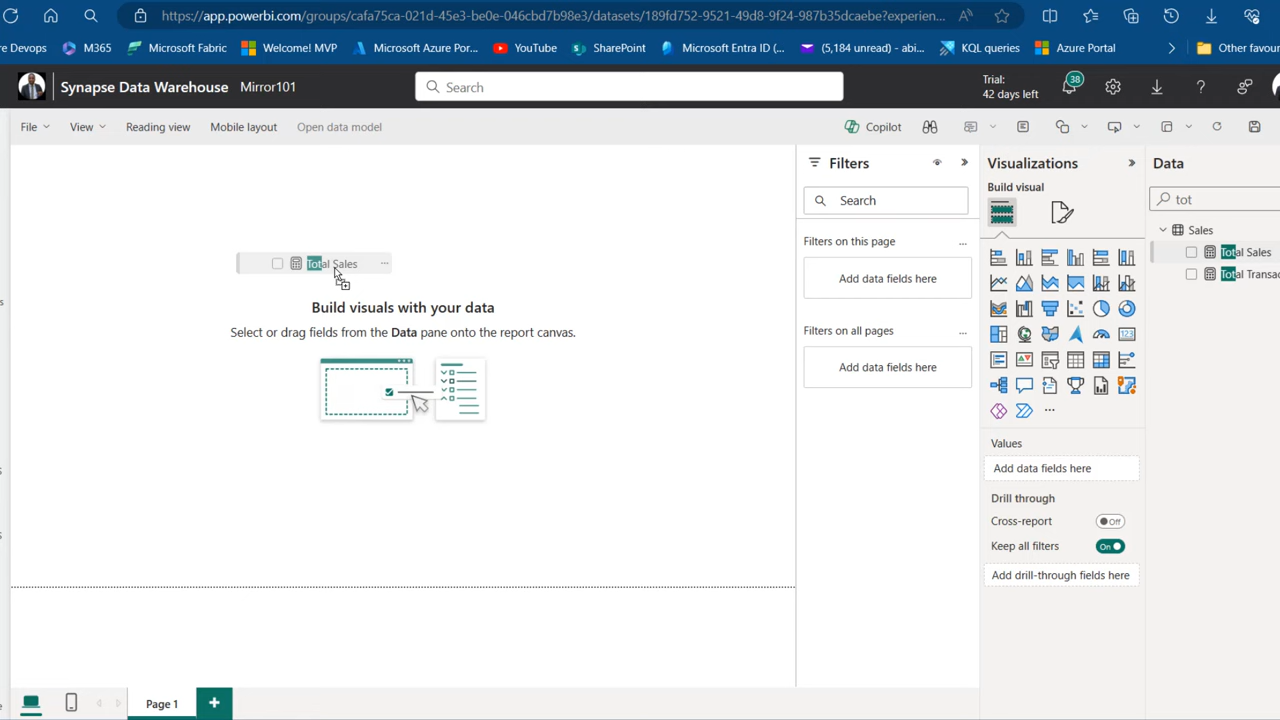 https://app.powerbi.com/groups/cafa75ca-021d-45e3-be0e-046cbd7b98e3/datasets/189fd752-9521-49d8-9f24-987b35dcaebe?experien...
re Devops
M365
Microsoft Fabric
Welcome! MVP
Microsoft Azure Por...
YouTube
SharePoint
Microsoft Entra ID (...
(5,184 unread) - abi...
KQL queries
Azure Portal
Other favou
Synapse Data Warehouse
Mirror101
Search
Trial:
42 days left
38
File
View
Reading view
Mobile layout
Open data model
Copilot
Filters
Search
Filters on this page
...
Add data fields here
Filters on all pages
...
Add data fields here
Visualizations
Build visual
Values
Add data fields here
Drill through
Cross-report
Off
Keep all filters
On
Add drill-through fields here
Data
tot
Sales
Total Sales
Total Transac
Total Sales
Build visuals with your data
Select or drag fields from the Data pane onto the report canvas.
Page 1